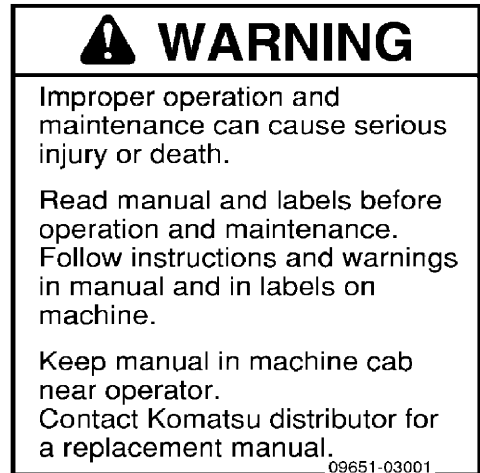 WARNING
Improper operation and
maintenance can cause serious
injury or death.
Read manual and labels before
operation and maintenance.
Follow instructions and warnings
in manual and in labels on
machine.
Keep manual in machine cab
near operator.
Contact Komatsu distributor for
a replacement manual.
09651-03001